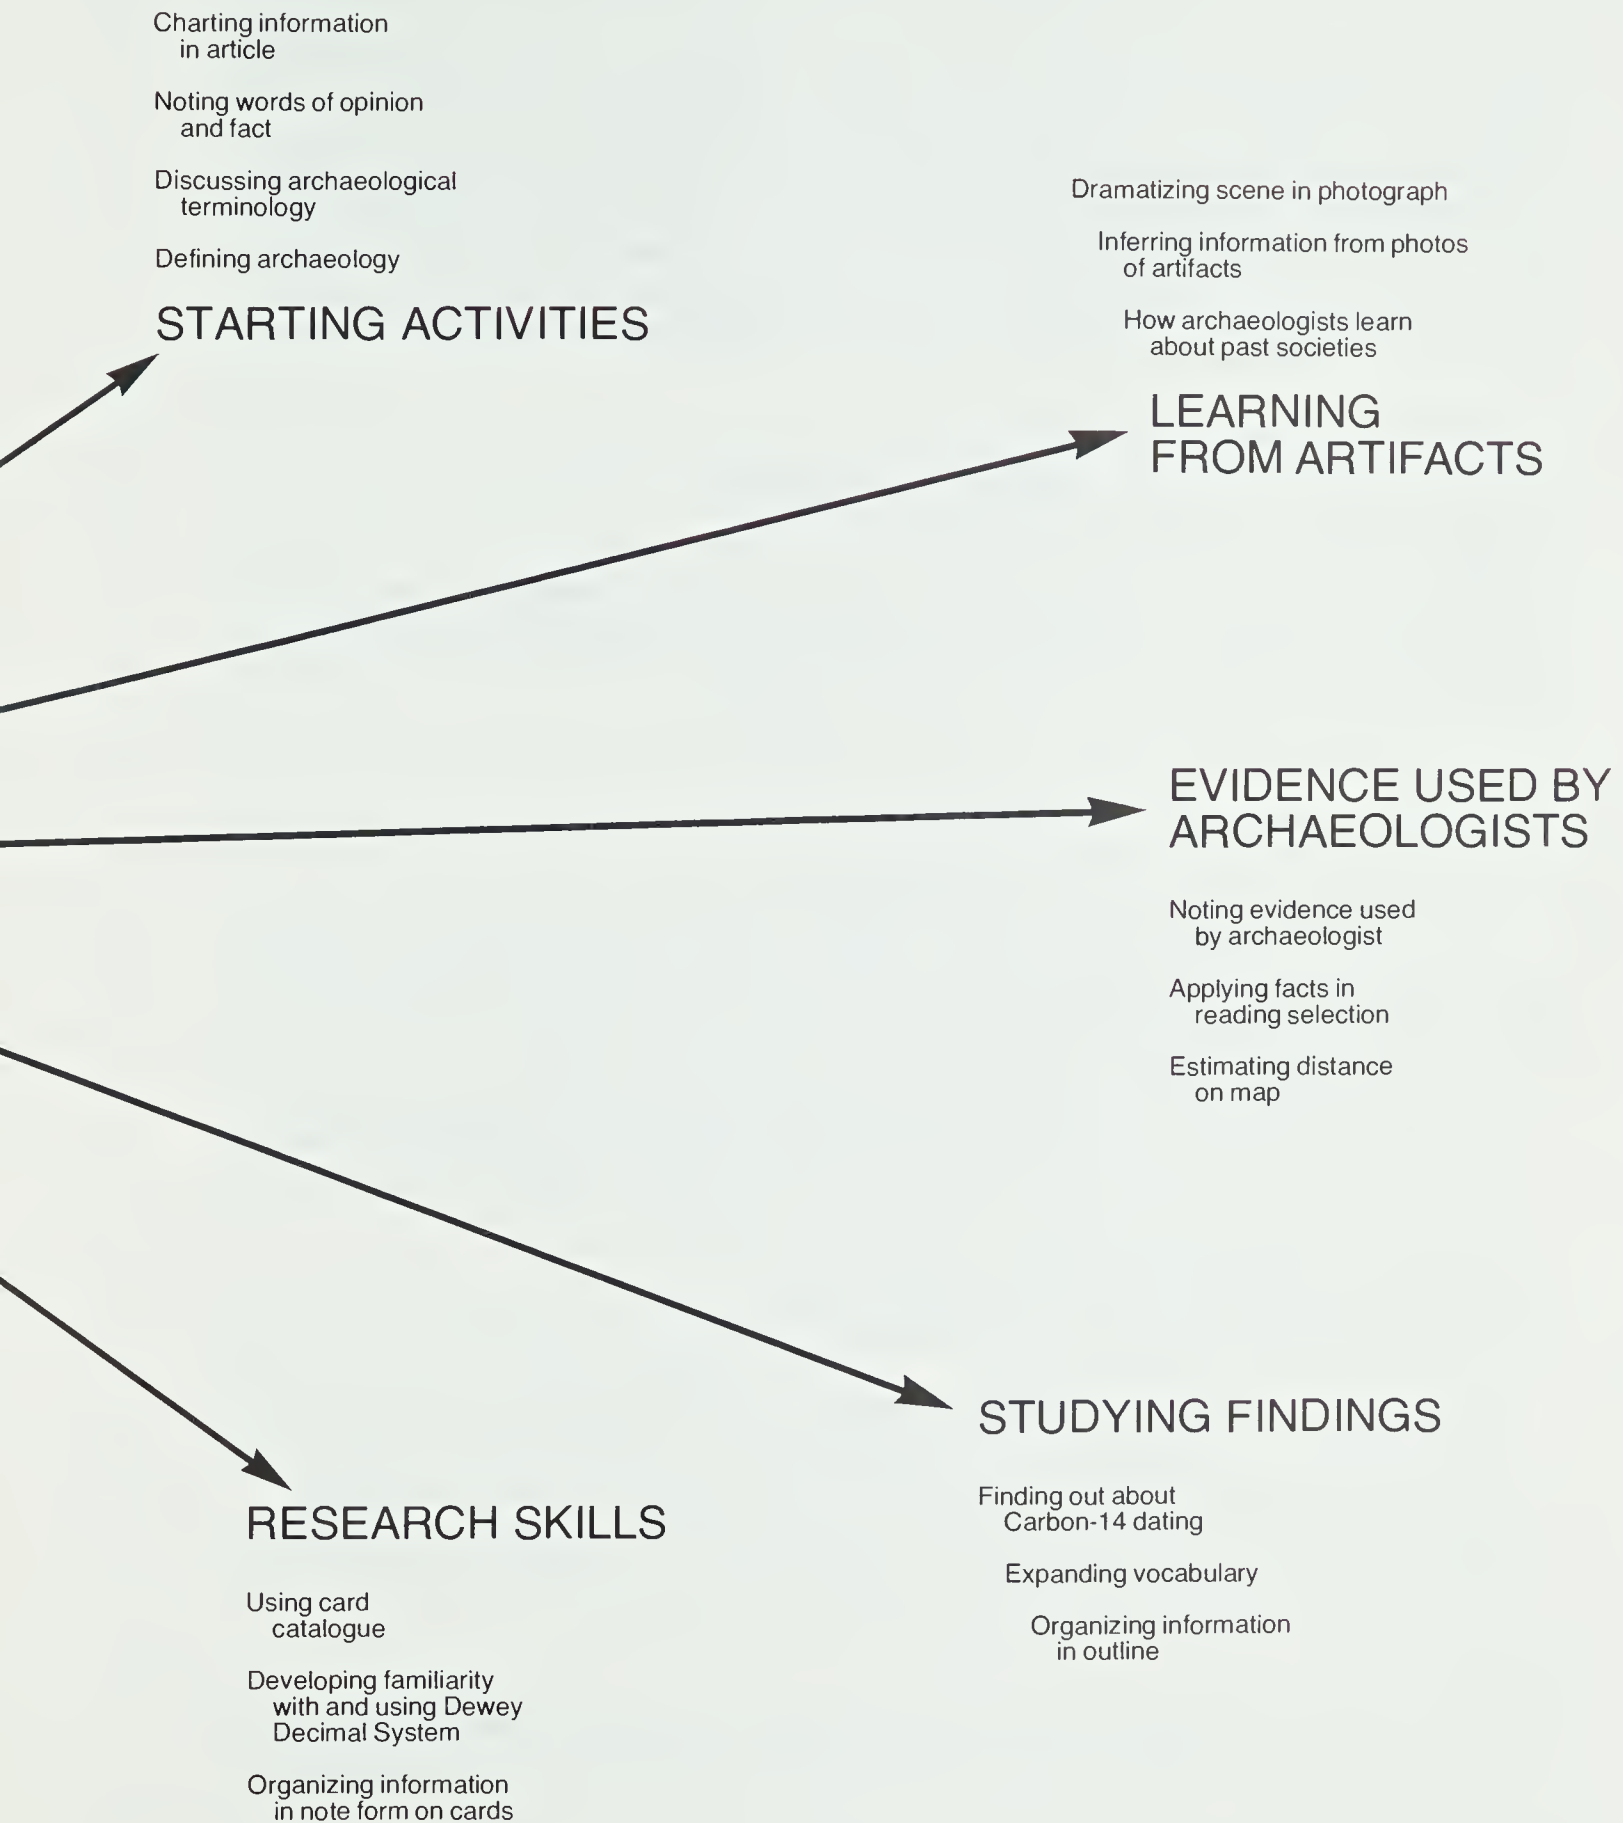 Charting information
in article
Noting words of opinion
and fact
Discussing archaeological
terminology
Defining archaeology
STARTING ACTIVITIES
Dramatizing scene in photograph
Inferring information from photos
of artifacts
How archaeologists learn
about past societies
LEARNING
FROM ARTIFACTS
EVIDENCE USED BY
ARCHAEOLOGISTS
Noting evidence used
by archaeologist
Applying facts in
reading selection
Estimating distance
on map
STUDYING FINDINGS
Finding out about
Carbon-14 dating
Expanding vocabulary
Organizing information
in outline
RESEARCH SKILLS
Using card
catalogue
Developing familiarity
with and using Dewey
Decimal System
Organizing information
in note form on cards